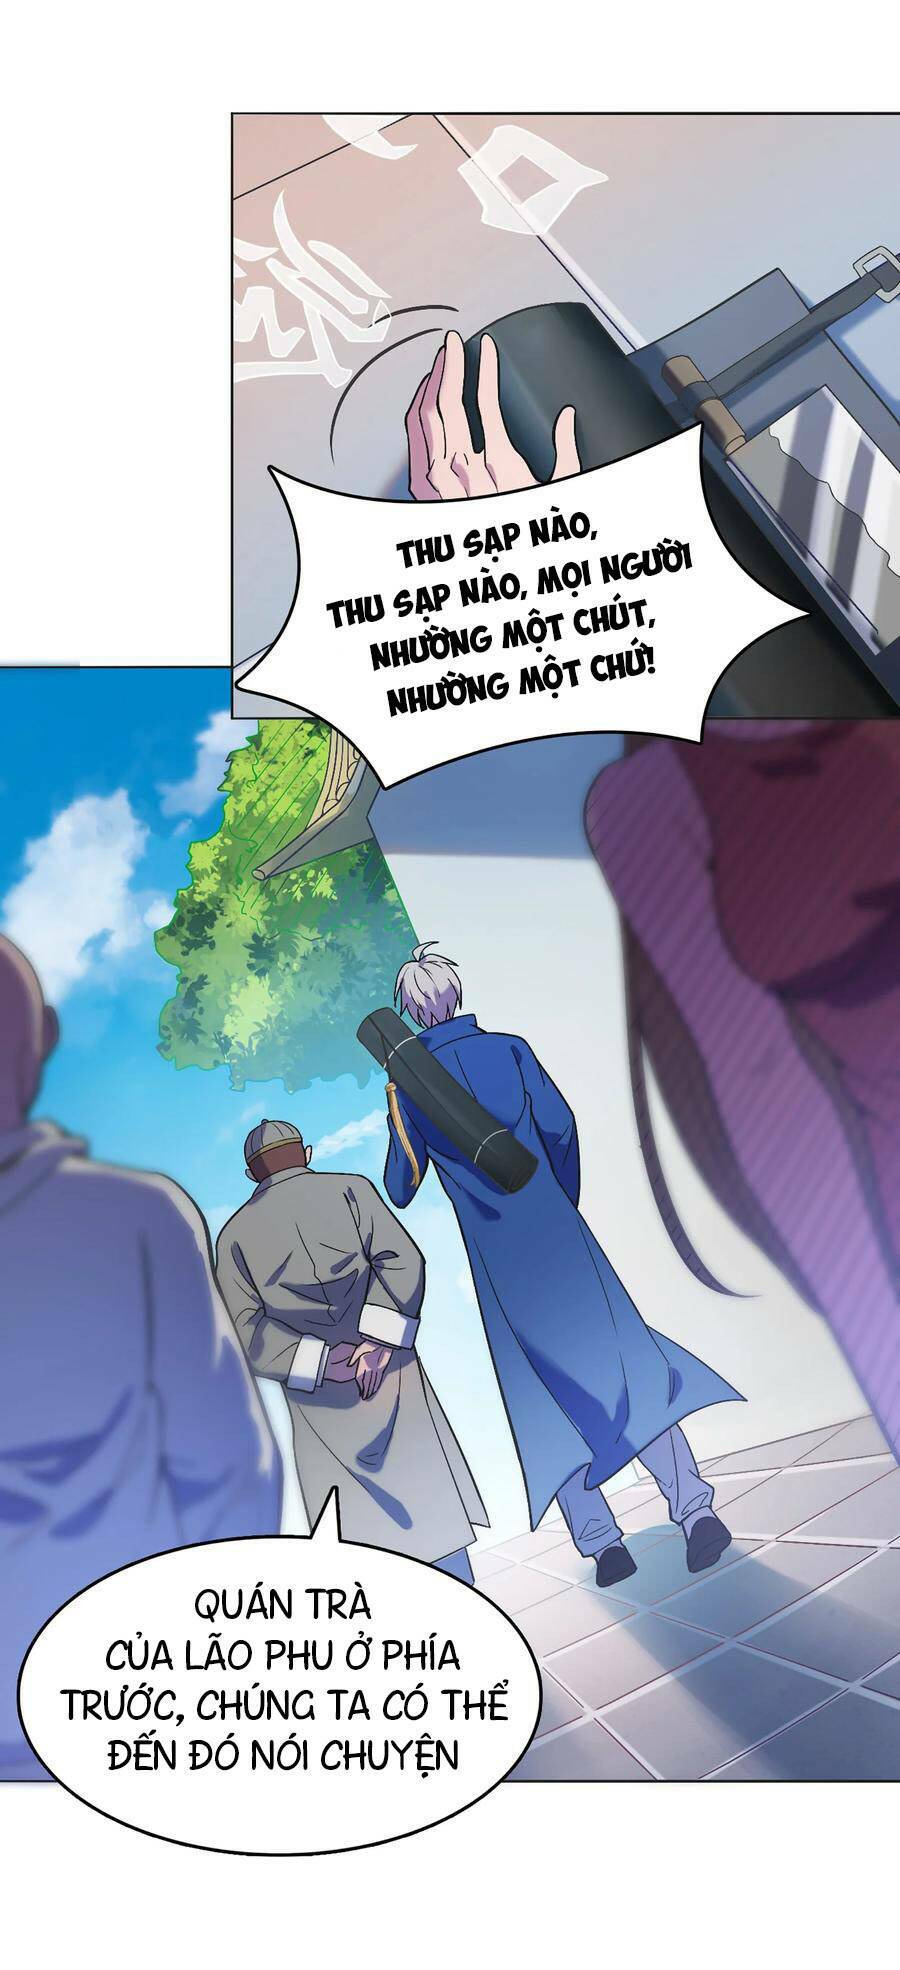 THU SẠP NÀO,
THU SẠP NÀO, MỌI NGƯỜI
NHƯỜNG MỘT CHÚT,
NHƯỜNG MỘT CHỨ!
QUÁN TRÀ
CỦA LÃO PHU Ở PHÍA
TRƯỚC, CHÚNG TA CÓ THỂ
ĐẾN ĐÓ NÓI CHUYỆN